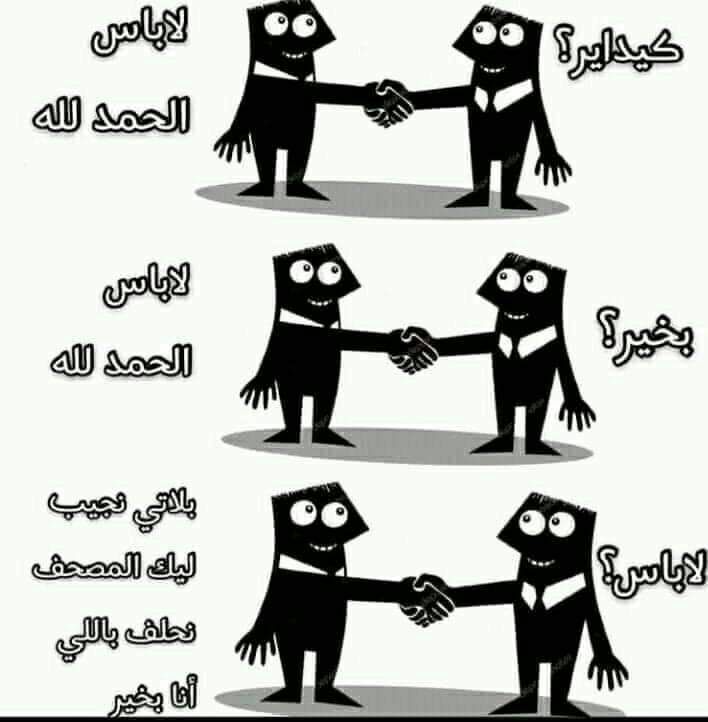 كيداير؟
لاباس
الحمد لله
بخير؟
لاباس
الحمد لله
لاباس؟
بلاتي نجيب
ليك المصحف
نحلف باللي
أنا بخير